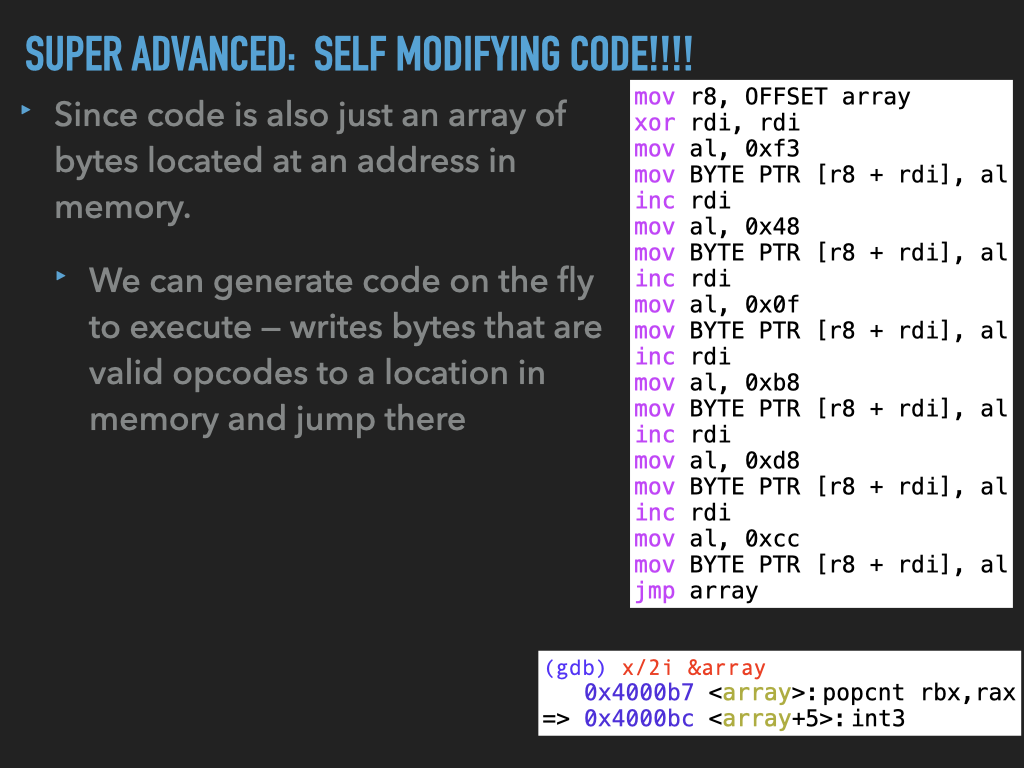 SUPER ADVANCED: SELF MODIFYING CODE!!!!
‣ Since code is also just an array of
bytes located at an address in
memory.
‣ We can generate code on the fly
to execute – writes bytes that are
valid opcodes to a location in
memory and jump there
mov r8, OFFSET array
xor rdi, rdi
mov al, 0xf3
mov BYTE PTR [r8 + rdi], al
inc rdi
mov al, 0x48
mov BYTE PTR [r8 + rdi], al
inc rdi
mov al, 0x0f
mov BYTE PTR [r8 + rdi], al
inc rdi
mov al, 0xb8
mov BYTE PTR [r8 + rdi], al
inc rdi
mov al, 0xd8
mov BYTE PTR [r8 + rdi], al
inc rdi
mov al, 0xcc
mov BYTE PTR [r8 + rdi], al
jmp array
(gdb) x/2i &array
0x4000b7 <array>: popcnt rbx,rax
=> 0x4000bc <array+5>: int3